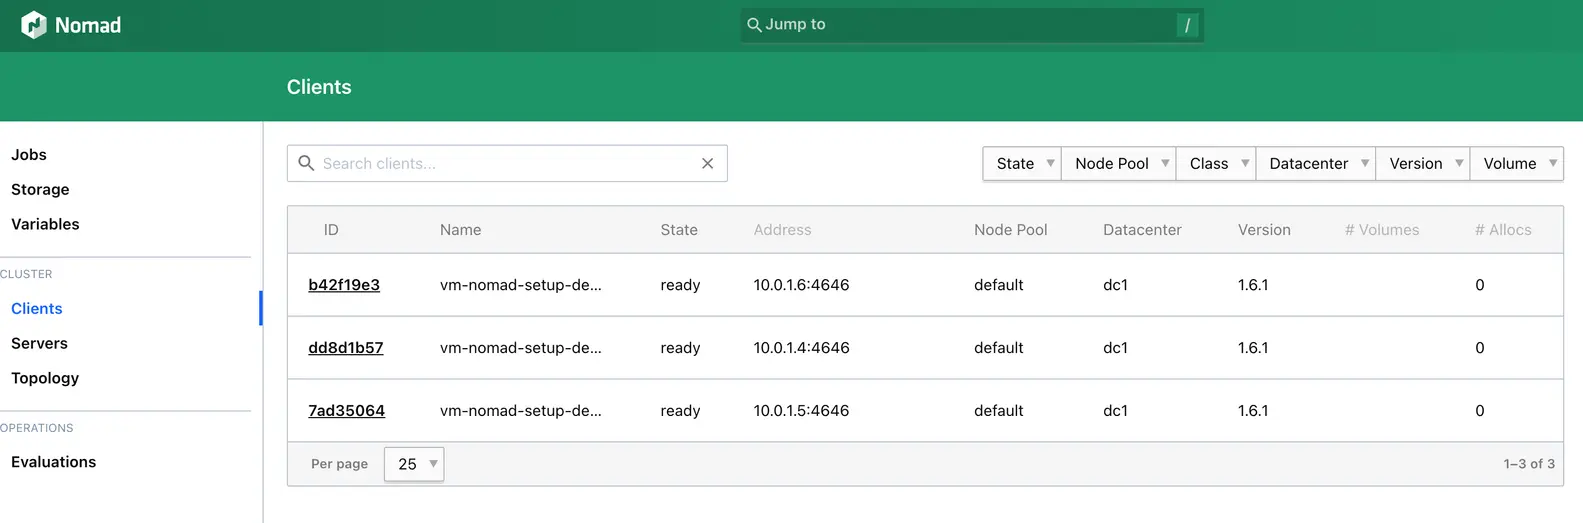 Nomad
Jump to /
Clients
Jobs
Storage
Variables
CLUSTER
Clients
Servers
Topology
OPERATIONS
Evaluations
Search clients...
State Node Pool Class Datacenter Version Volume
ID Name State Address Node Pool Datacenter Version # Volumes # Allocs
b42f19e3 vm-nomad-setup-de... ready 10.0.1.6:4646 default dc1 1.6.1 0
dd8d1b57 vm-nomad-setup-de... ready 10.0.1.4:4646 default dc1 1.6.1 0
7ad35064 vm-nomad-setup-de... ready 10.0.1.5:4646 default dc1 1.6.1 0
Per page 25 1–3 of 3